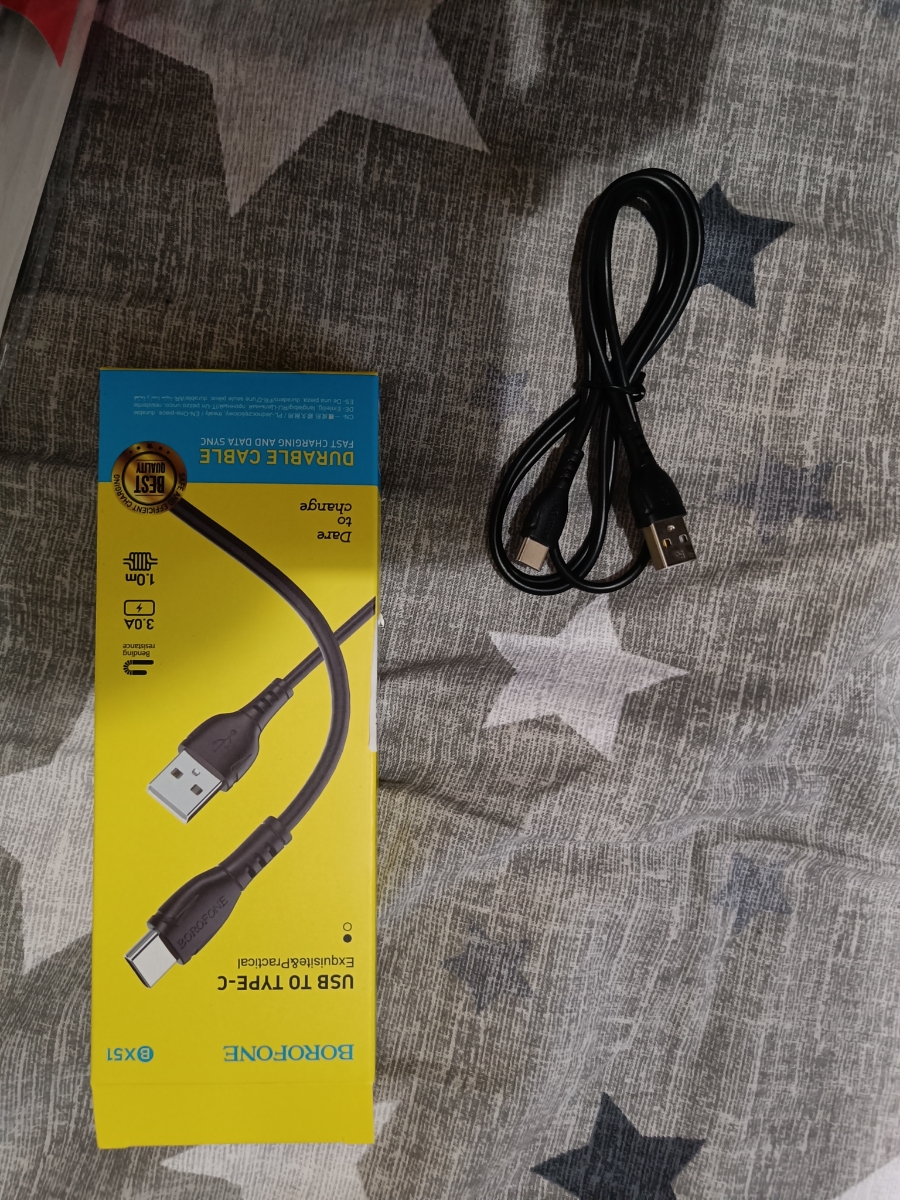 BOROFONE
BX51
USB TO TYPE-C
Exquisite&Practical
BOROFONE
Bending
resistance
3.0A
1.0m
Dare
to
change
BEST
QUALITY
DURABLE CABLE
FAST CHARGING AND DATA SYNC